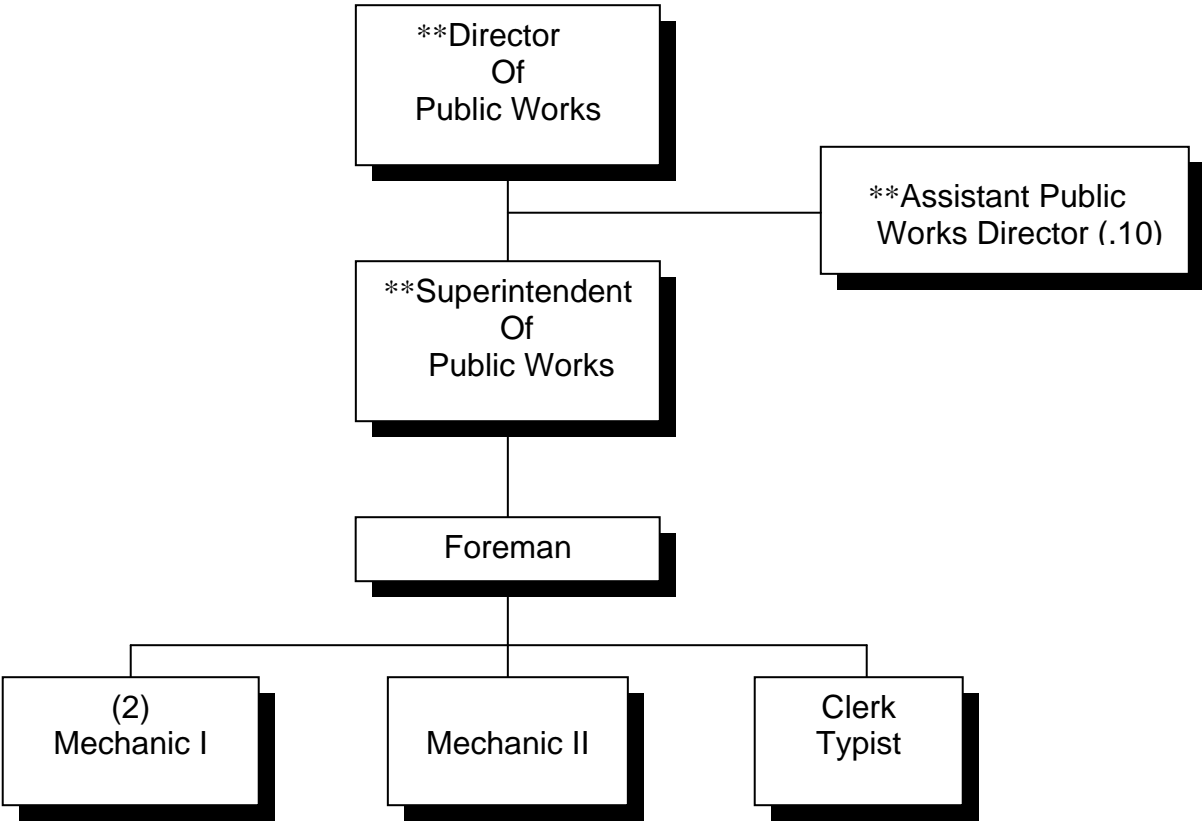 **Director
Of
Public Works
**Assistant Public
Works Director (.10)
**Superintendent
Of
Public Works
Foreman
(2)
Mechanic I
Mechanic II
Clerk
Typist